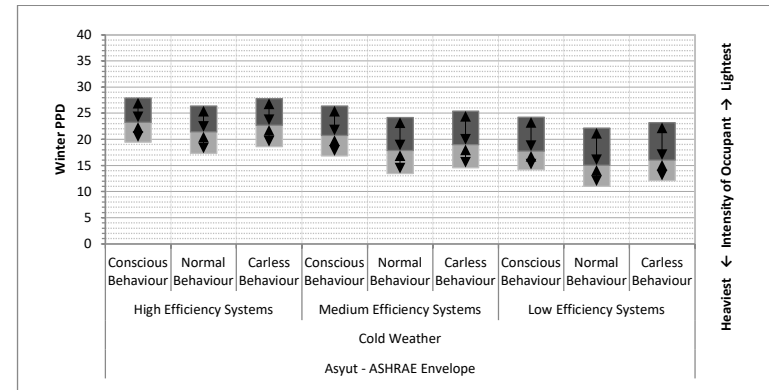 Winter PPD
40
35
30
25
20
15
10
5
0
Conscious Behaviour
Normal Behaviour
Carless Behaviour
Conscious Behaviour
Normal Behaviour
Carless Behaviour
Conscious Behaviour
Normal Behaviour
Carless Behaviour
High Efficiency Systems
Medium Efficiency Systems
Low Efficiency Systems
Cold Weather
Asyut - ASHRAE Envelope
Heaviest ← Intensity of Occupant → Lightest